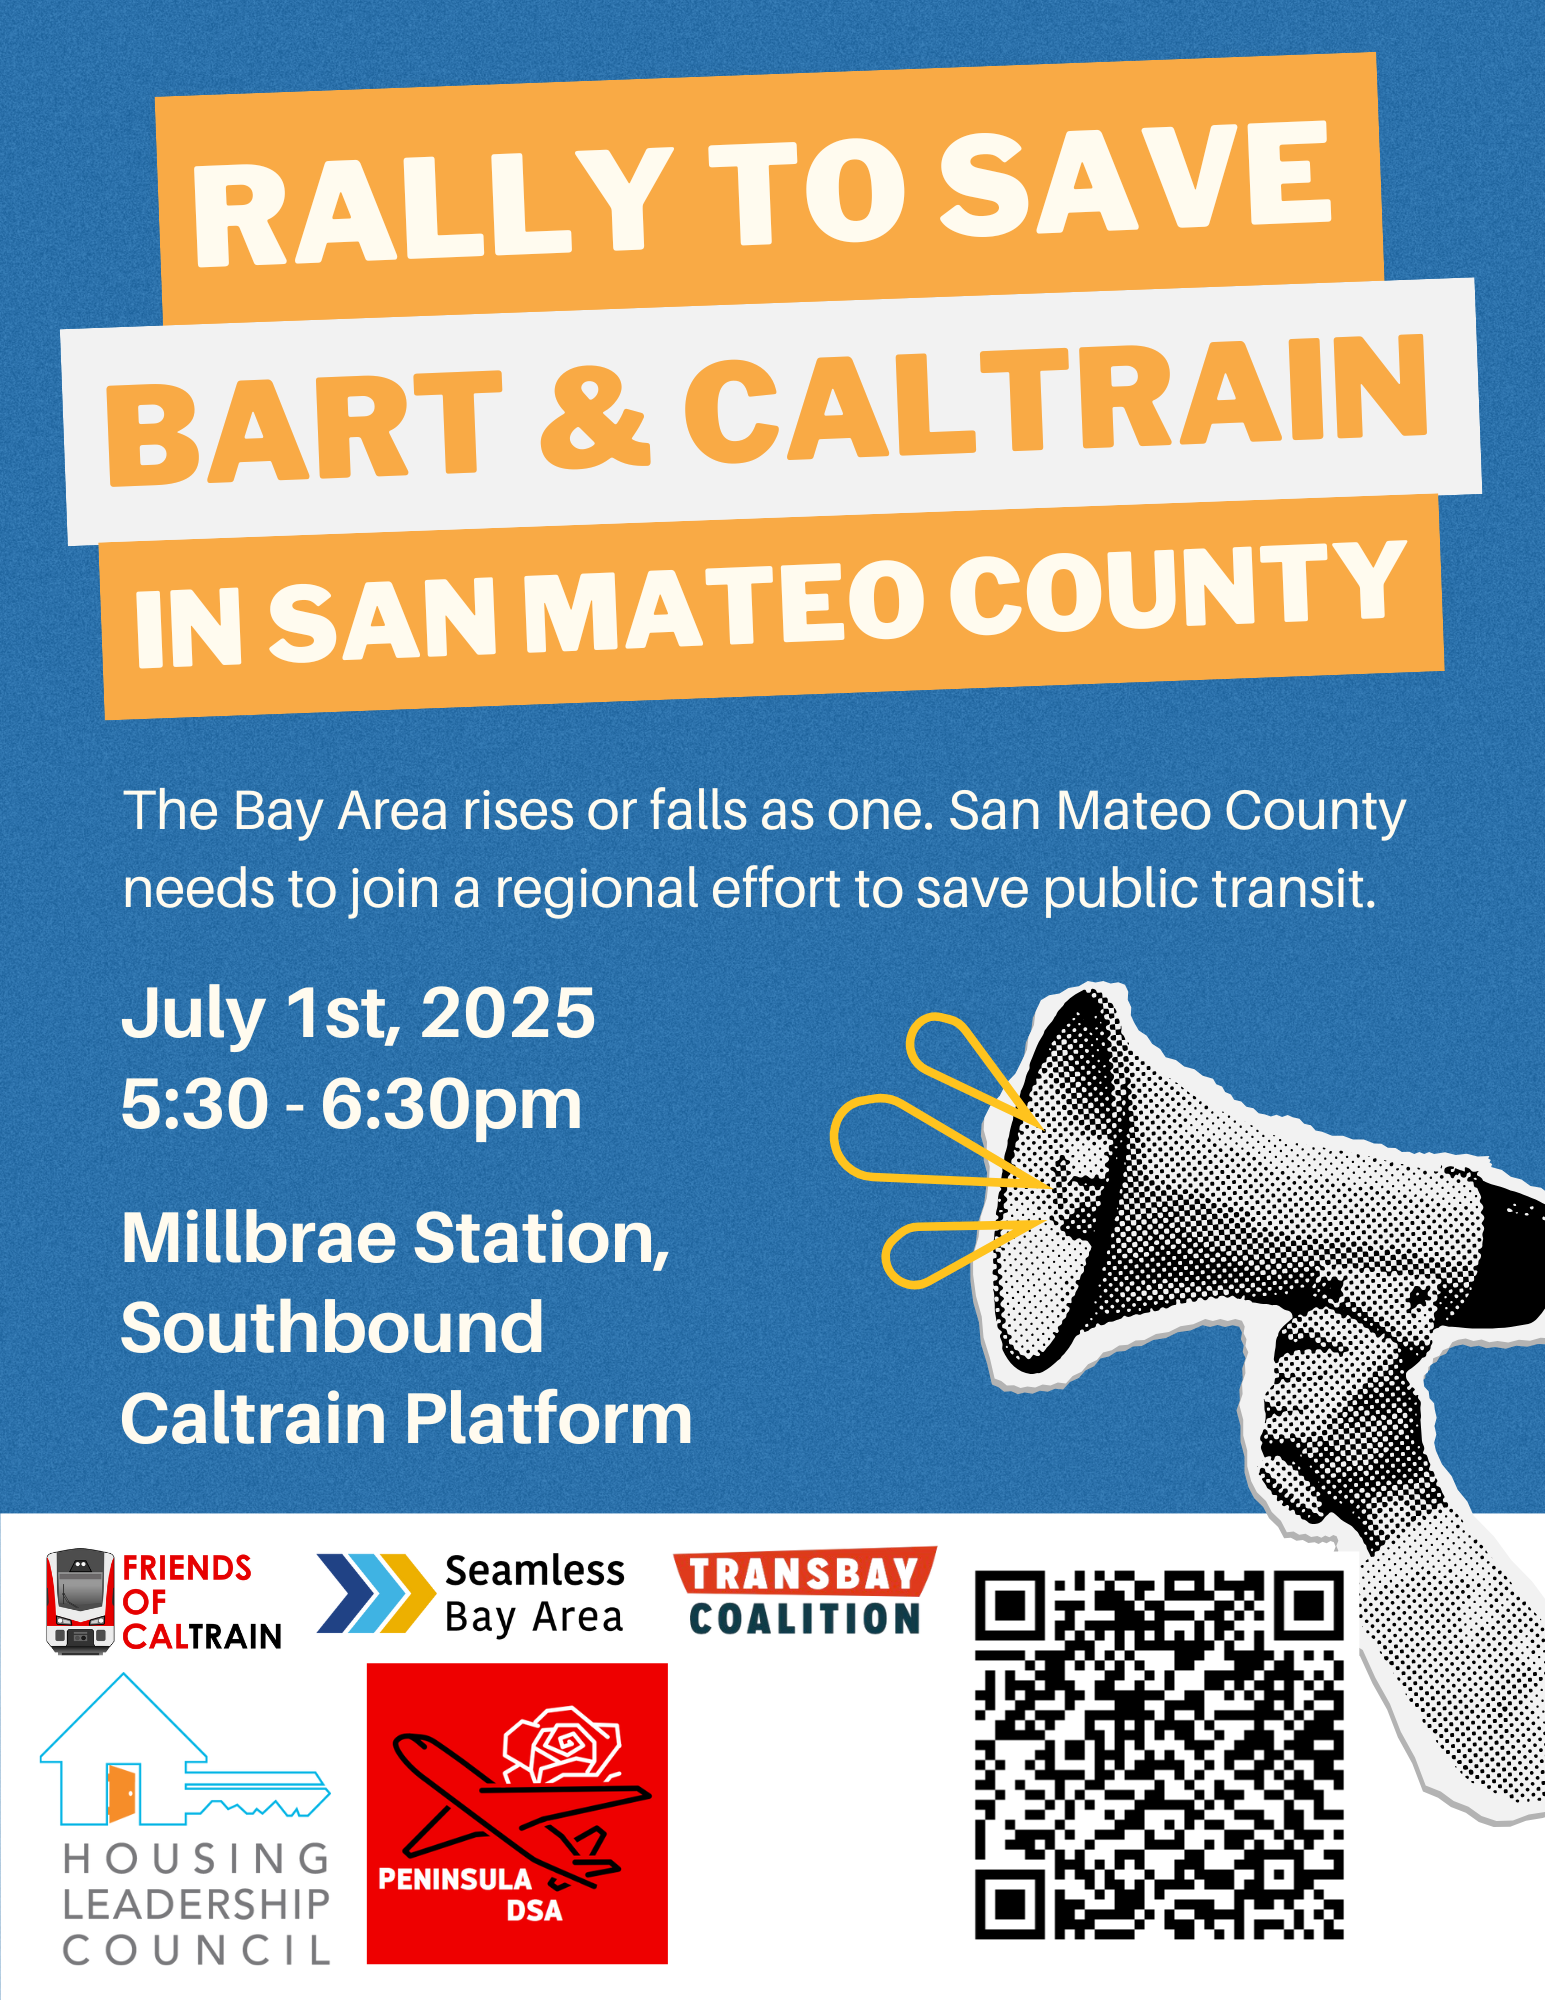 RALLY TO SAVE
BART & CALTRAIN
IN SAN MATEO COUNTY
The Bay Area rises or falls as one. San Mateo County
needs to join a regional effort to save public transit.
July 1st, 2025
5:30 - 6:30pm
Millbrae Station,
Southbound
Caltrain Platform
FRIENDS
OF
CALTRAIN
Seamless
Bay Area
TRANSBAY
COALITION
HOUSING
LEADERSHIP
COUNCIL
PENINSULA
DSA